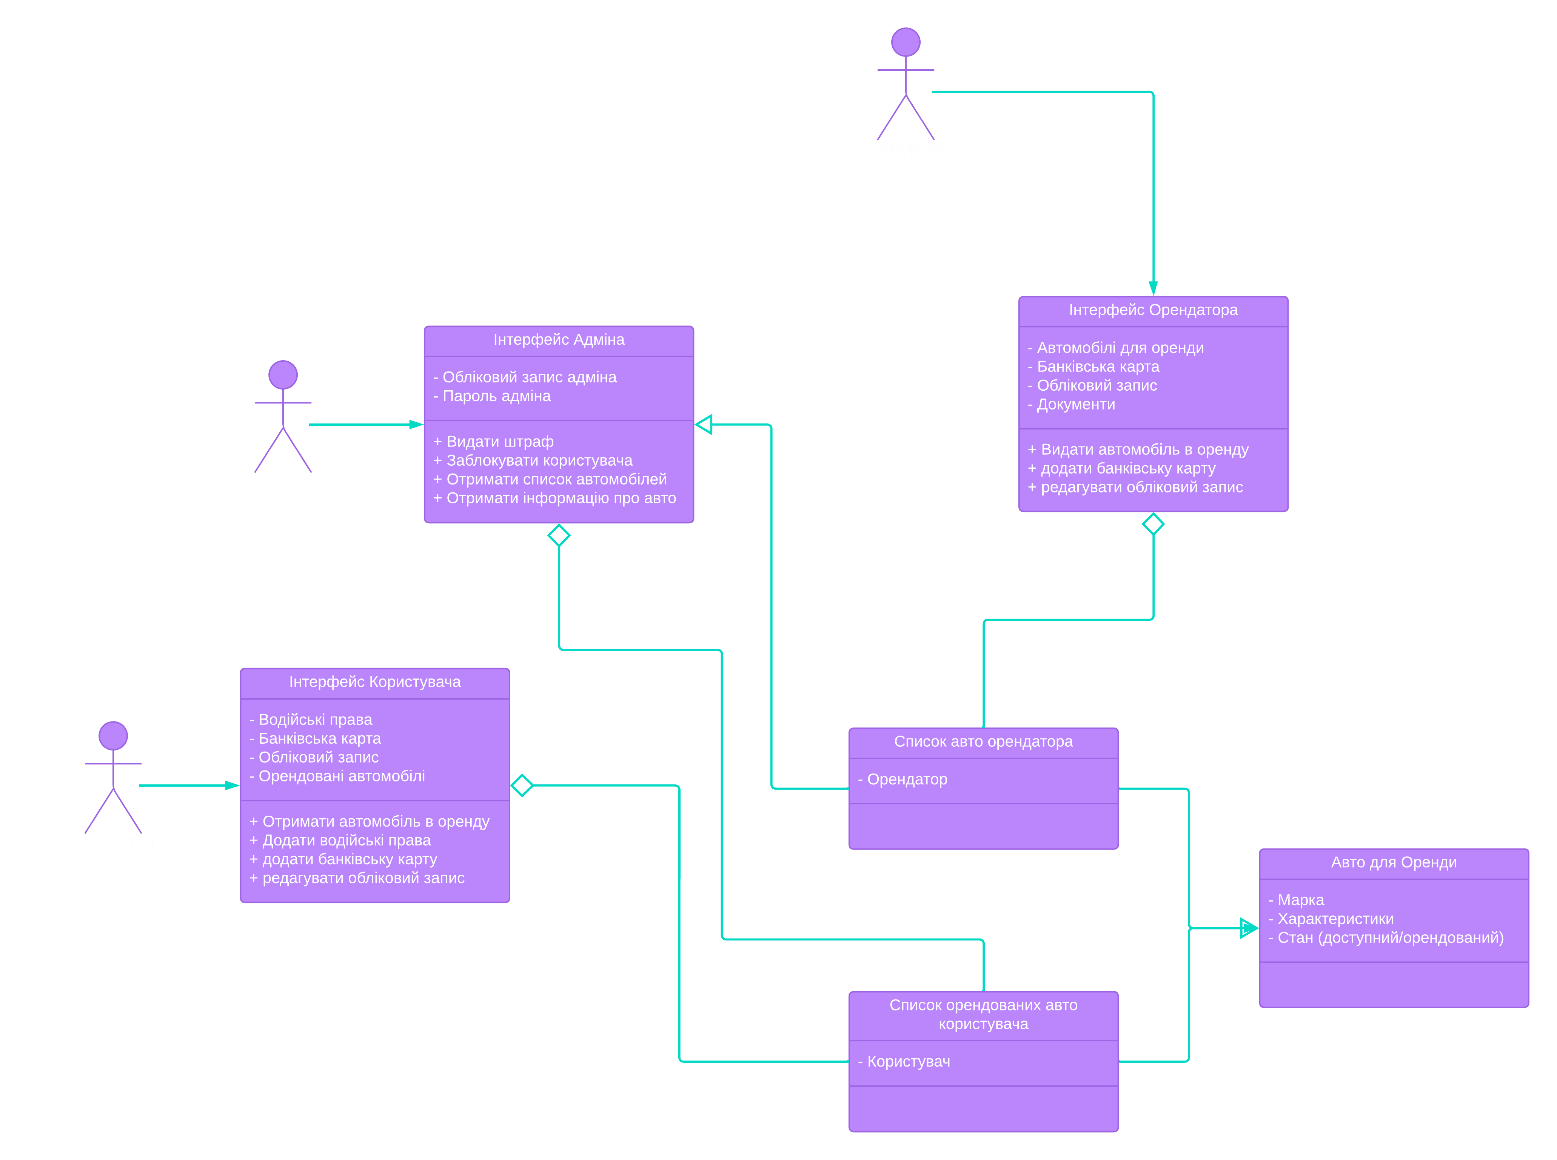 Інтерфейс Орендатора
- Автомобілі для оренди
- Банківська карта
- Обліковий запис
- Документи
+ Видати автомобіль в оренду
+ додати банківську карту
+ редагувати обліковий запис
Інтерфейс Адміна
- Обліковий запис адміна
- Пароль адміна
+ Видати штраф
+ Заблокувати користувача
+ Отримати список автомобілей
+ Отримати інформацію про авто
Інтерфейс Користувача
- Водійські права
- Банківська карта
- Обліковий запис
- Орендовані автомобілі
+ Отримати автомобіль в оренду
+ Додати водійські права
+ додати банківську карту
+ редагувати обліковий запис
Список авто орендатора
- Орендатор
Авто для Оренди
- Марка
- Характеристики
- Стан (доступний/орендований)
Список орендованих авто
користувача
- Користувач